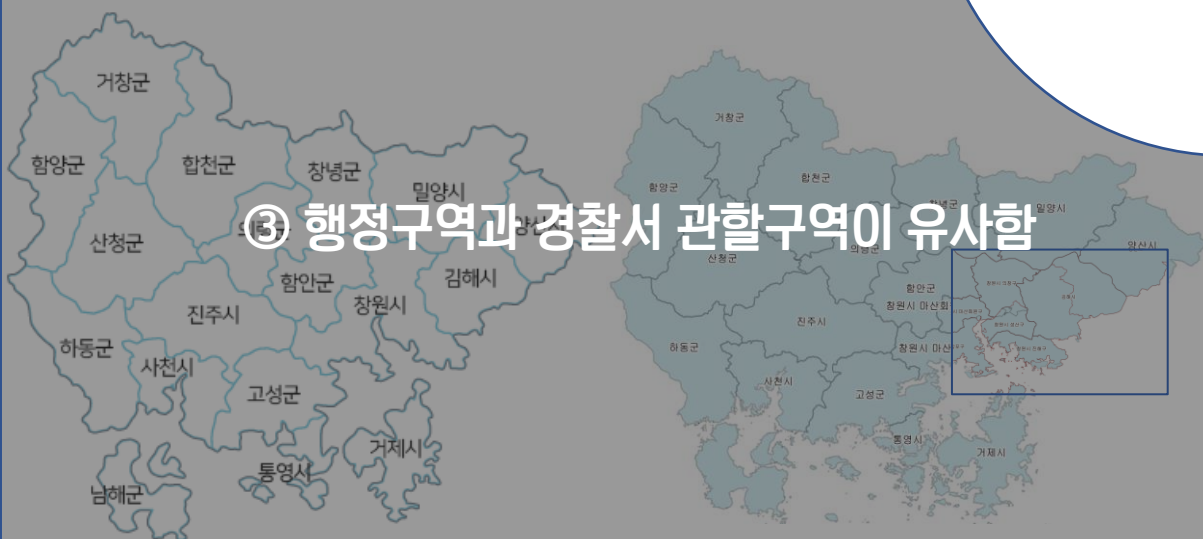 ③ 행정구역과 경찰서 관할구역이 유사함
거창군
함양군
합천군
창녕군
밀양시
산청군
함안군
창원시
김해시
진주시
하동군
사천시
고성군
거제시
통영시
남해군
거창군
함양군
합천군
밀양시
양산시
산청군
의령군
함안군
창원시 마산회
진주시
창원시 마산
하동군
사천시
고성군
통영시
거제시